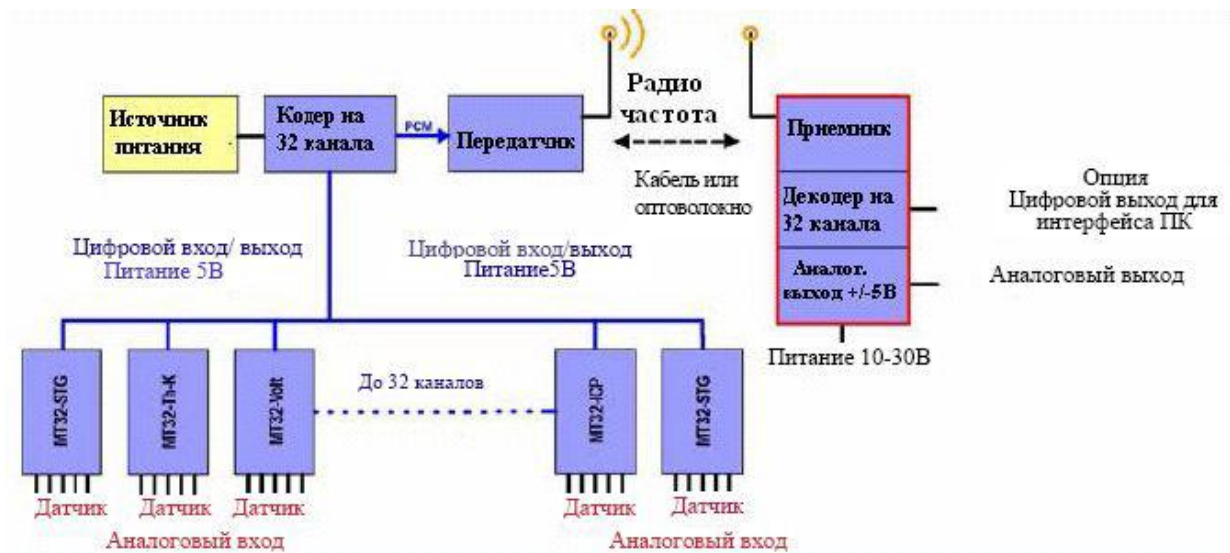 Радио
частота
Источник
питания
Кодер на
32 канала
PCM
Передатчик
Приемник
Кабель или
оптоволокно
Декодер на
32 канала
Опция
Цифровой выход для
интерфейса ПК
Цифровой вход/ выход
Питание 5В
Цифровой вход/выход
Питание5В
Аналог.
выход +/-5В
Аналоговый выход
Питание 10-30В
До 32 каналов
MT32-STG
MT32-Th-K
MT32-Volt
MT32-ICP
MT32-STG
Датчик
Датчик
Датчик
Датчик
Датчик
Аналоговый вход
Аналоговый вход